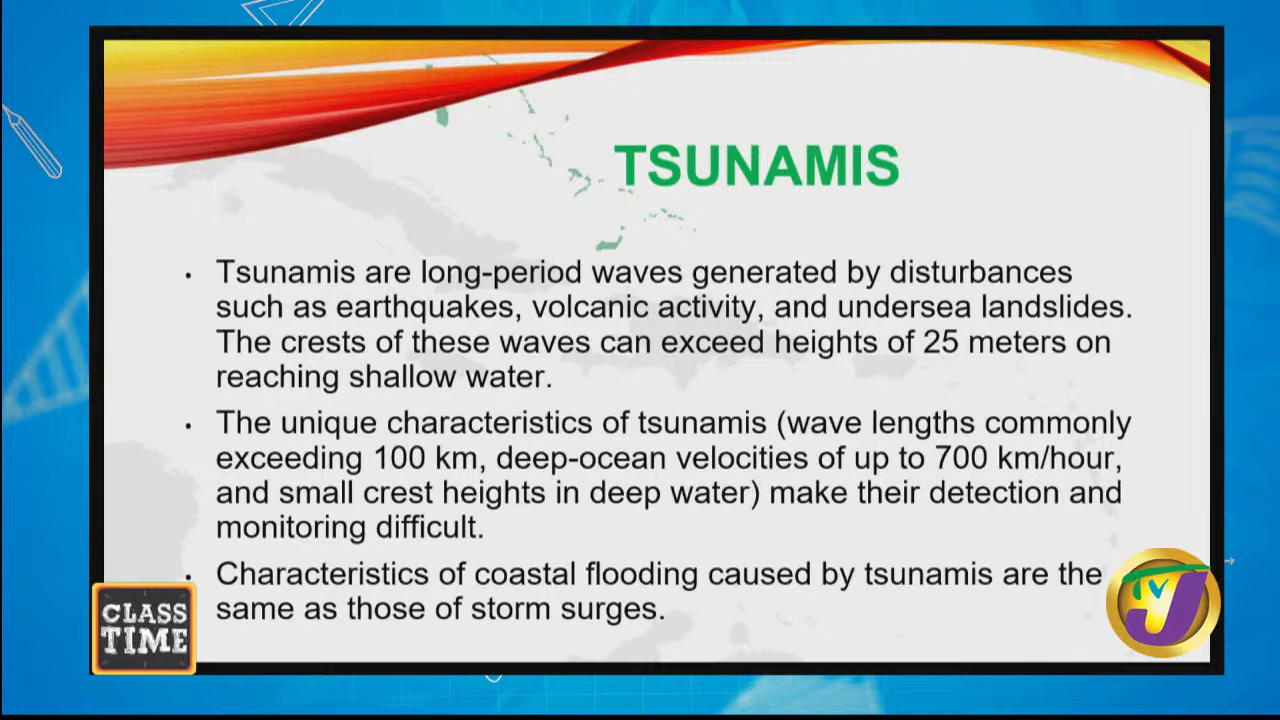 TSUNAMIS
• Tsunamis are long-period waves generated by disturbances
such as earthquakes, volcanic activity, and undersea landslides.
The crests of these waves can exceed heights of 25 meters on
reaching shallow water.
• The unique characteristics of tsunamis (wave lengths commonly
exceeding 100 km, deep-ocean velocities of up to 700 km/hour,
and small crest heights in deep water) make their detection and
monitoring difficult.
• Characteristics of coastal flooding caused by tsunamis are the
same as those of storm surges.
CLASS
TIME
TVJ